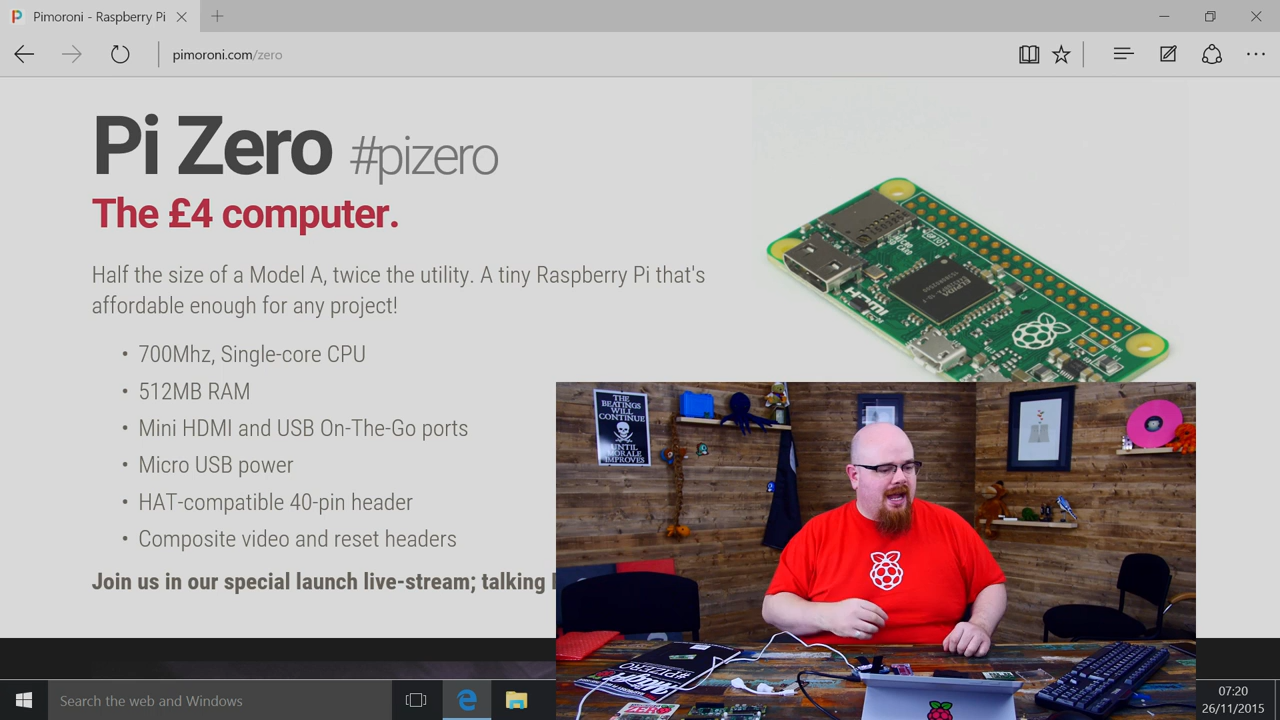 Pimoroni - Raspberry Pi
pimoroni.com/zero
Pi Zero #pizero
The £4 computer.
Half the size of a Model A, twice the utility. A tiny Raspberry Pi that's
affordable enough for any project!
• 700Mhz, Single-core CPU
• 512MB RAM
• Mini HDMI and USB On-The-Go ports
• Micro USB power
• HAT-compatible 40-pin header
• Composite video and reset headers
Join us in our special launch live-stream; talking
HDMI
ELPIDA
THE
BEATINGS
WILL
CONTINUE
UNTIL
MORALE
IMPROVES
#PIZERO
ZERO
Search the web and Windows
07:20
26/11/2015